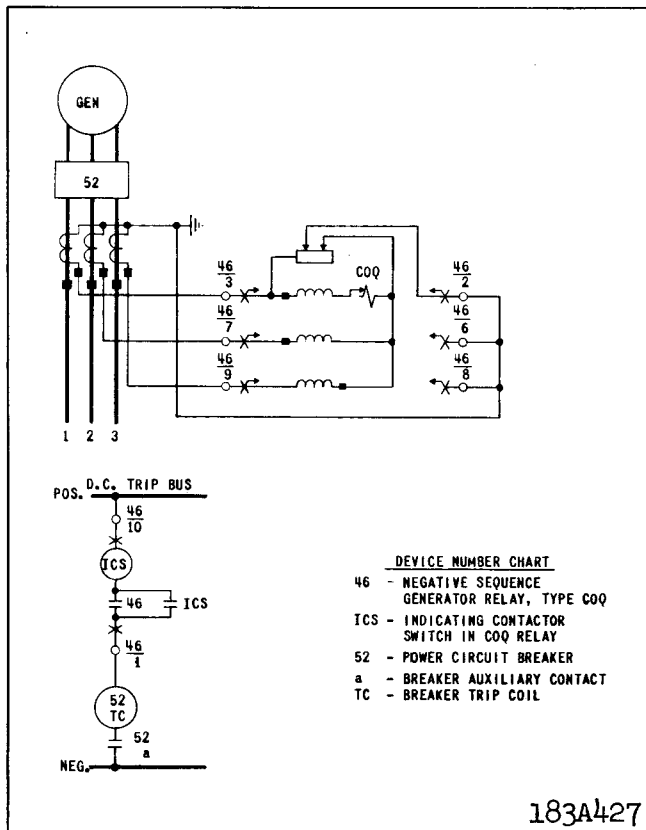 GEN
52
46
3
COQ
46
2
46
7
46
6
46
9
46
8
1 2 3
D.C. TRIP BUS
POS.
46
10
ICS
46 ICS
46
1
52
TC
52
a
NEG.
DEVICE NUMBER CHART
46 - NEGATIVE SEQUENCE
GENERATOR RELAY, TYPE COQ
ICS - INDICATING CONTACTOR
SWITCH IN COQ RELAY
52 - POWER CIRCUIT BREAKER
a - BREAKER AUXILIARY CONTACT
TC - BREAKER TRIP COIL
183A427